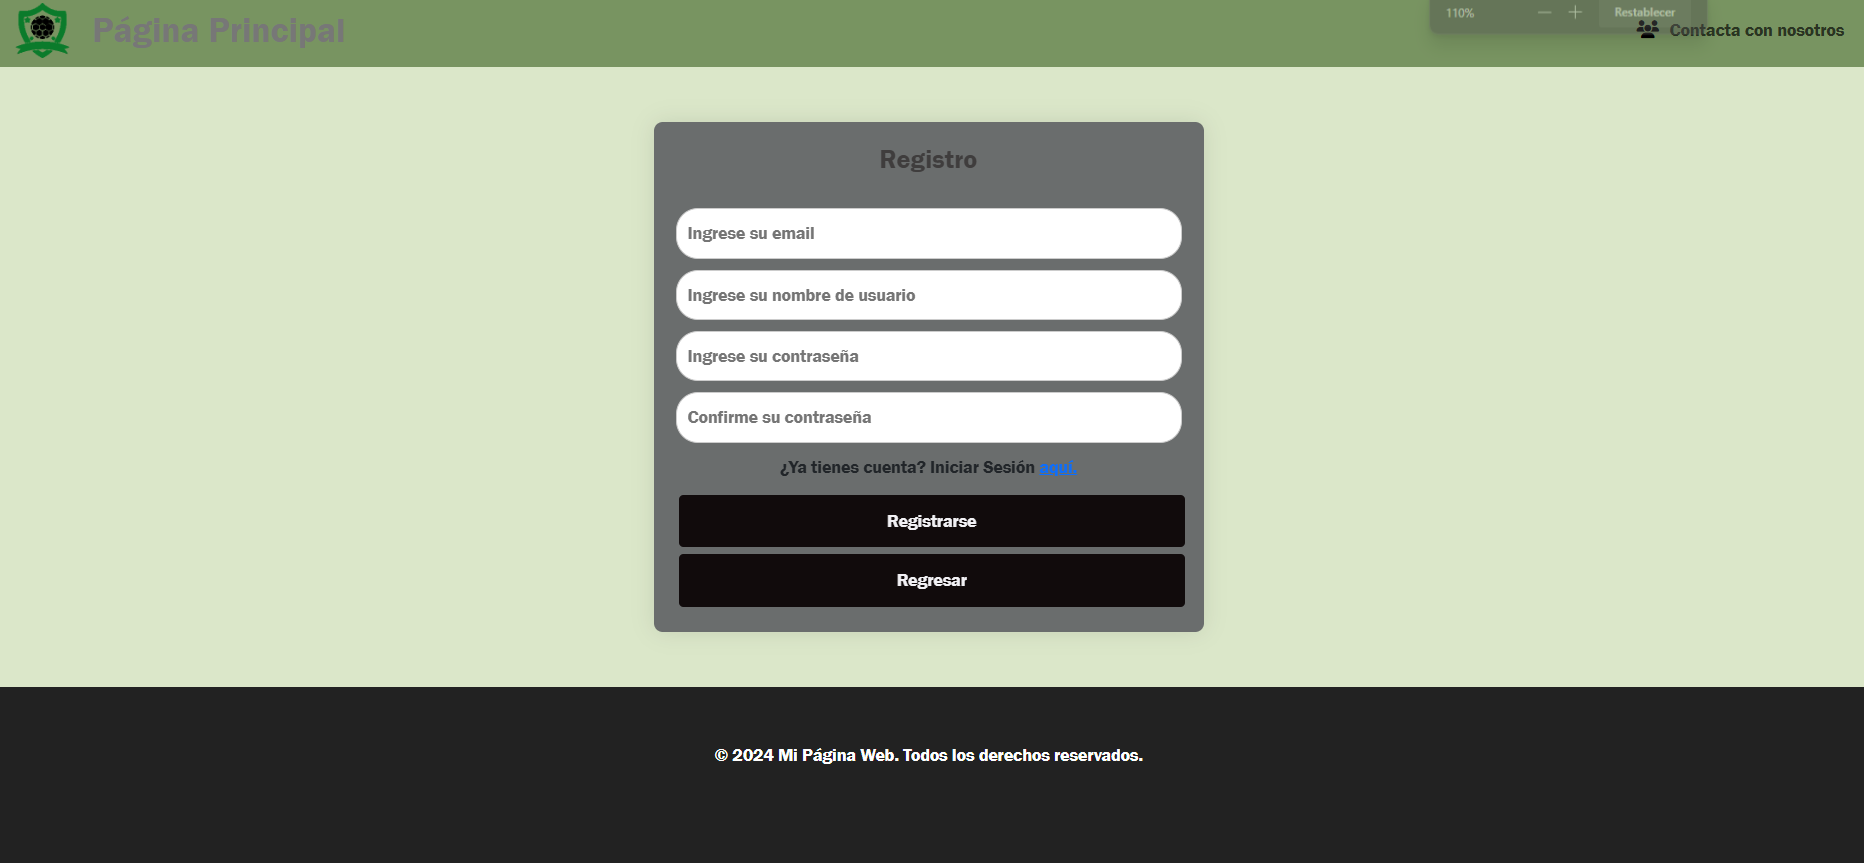 Página Principal
110%
Restablecer
Contacta con nosotros
Registro
Ingrese su email
Ingrese su nombre de usuario
Ingrese su contraseña
Confirme su contraseña
¿Ya tienes cuenta? Iniciar Sesión aquí.
Registrarse
Regresar
© 2024 Mi Página Web. Todos los derechos reservados.